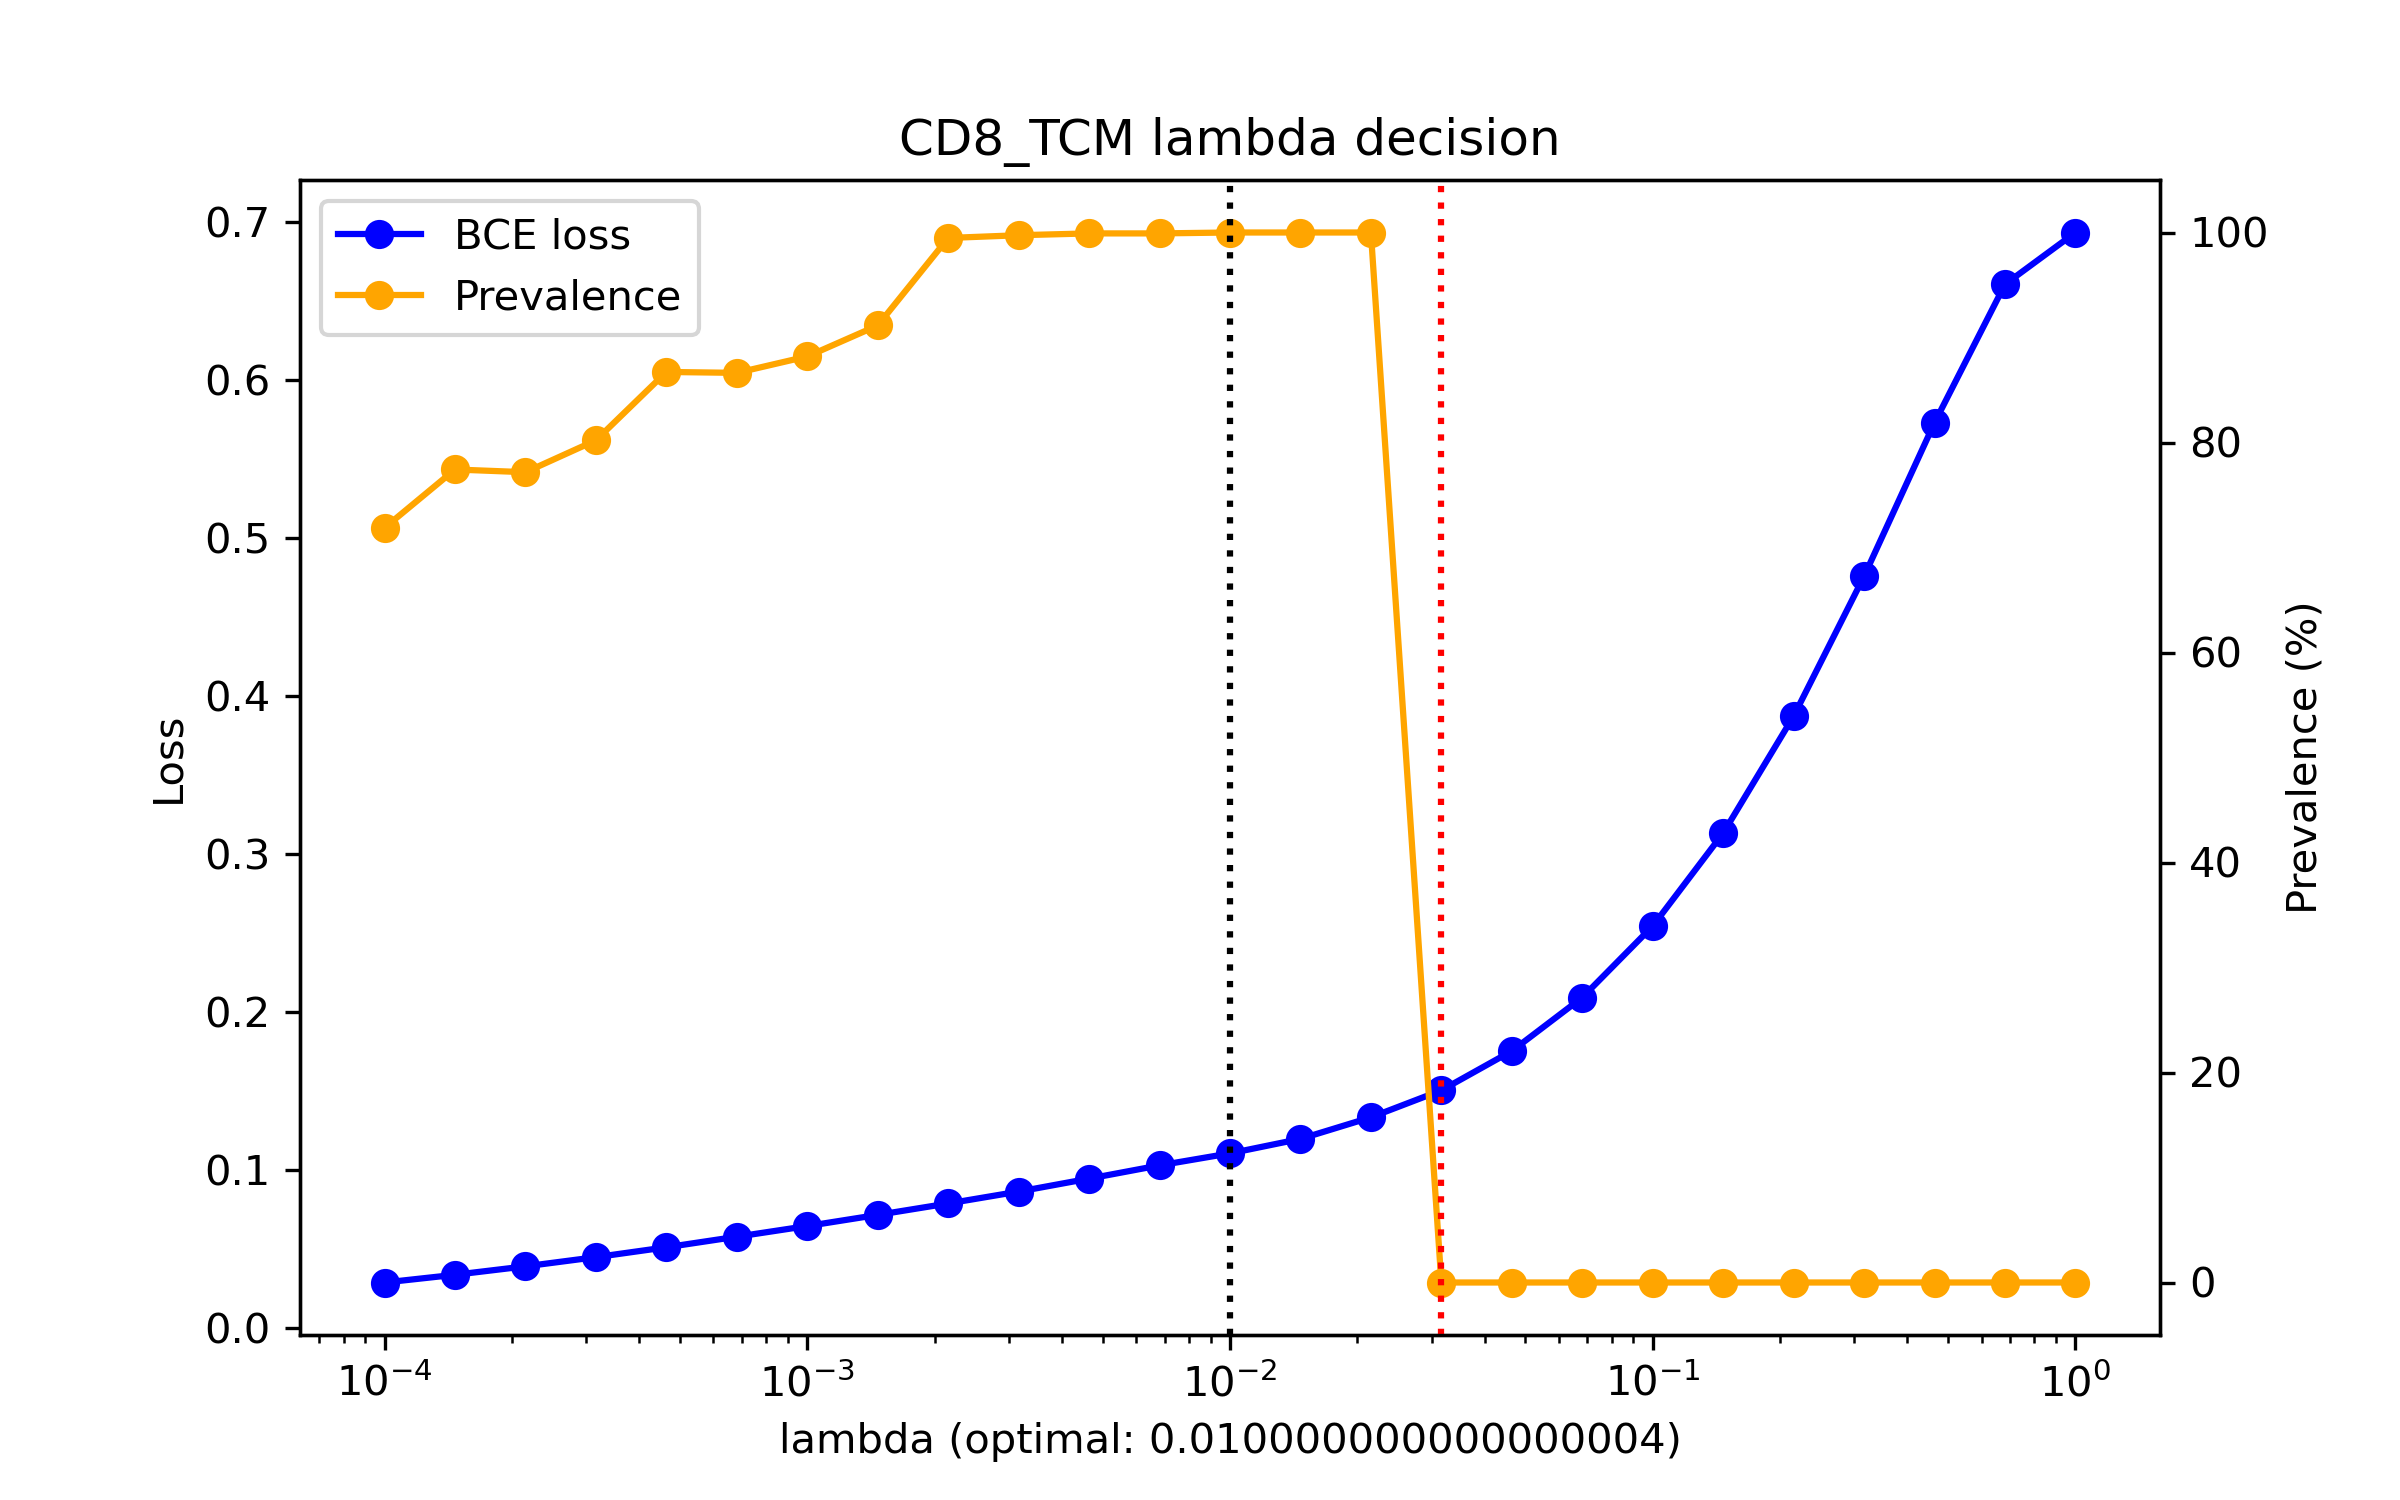 CD8_TCM lambda decision
BCE loss
Prevalence
0.7
0.6
0.5
0.4
0.3
0.2
0.1
0.0
Loss
100
80
60
40
20
0
Prevalence (%)
10⁻⁴ 10⁻³ 10⁻² 10⁻¹ 10⁰
lambda (optimal: 0.010000000000000004)